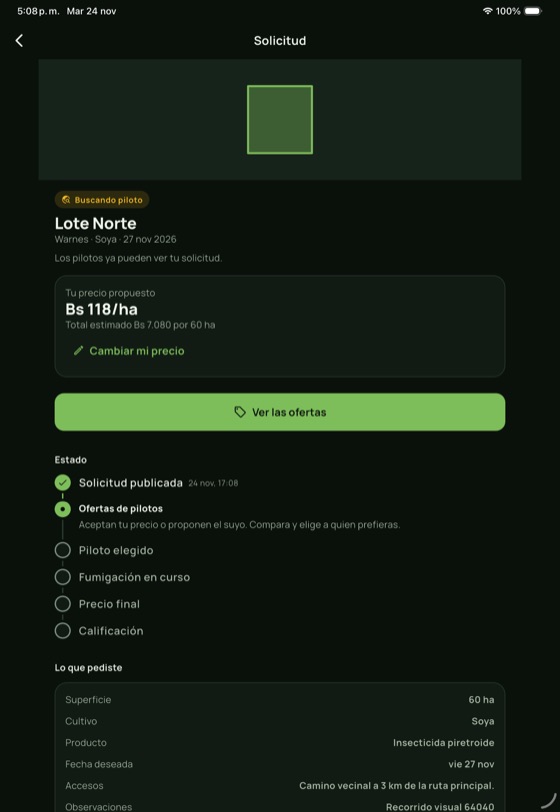 5:08 p. m. Mar 24 nov
100%
Solicitud
Buscando piloto
Lote Norte
Warnes · Soya · 27 nov 2026
Los pilotos ya pueden ver tu solicitud.
Tu precio propuesto
Bs 118/ha
Total estimado Bs 7.080 por 60 ha
Cambiar mi precio
Ver las ofertas
Estado
Solicitud publicada 24 nov, 17:08
Ofertas de pilotos
Aceptan tu precio o proponen el suyo. Compara y elige a quien prefieras.
Piloto elegido
Fumigación en curso
Precio final
Calificación
Lo que pediste
Superficie 60 ha
Cultivo Soya
Producto Insecticida piretroide
Fecha deseada vie 27 nov
Accesos Camino vecinal a 3 km de la ruta principal.
Observaciones Recorrido visual 64040